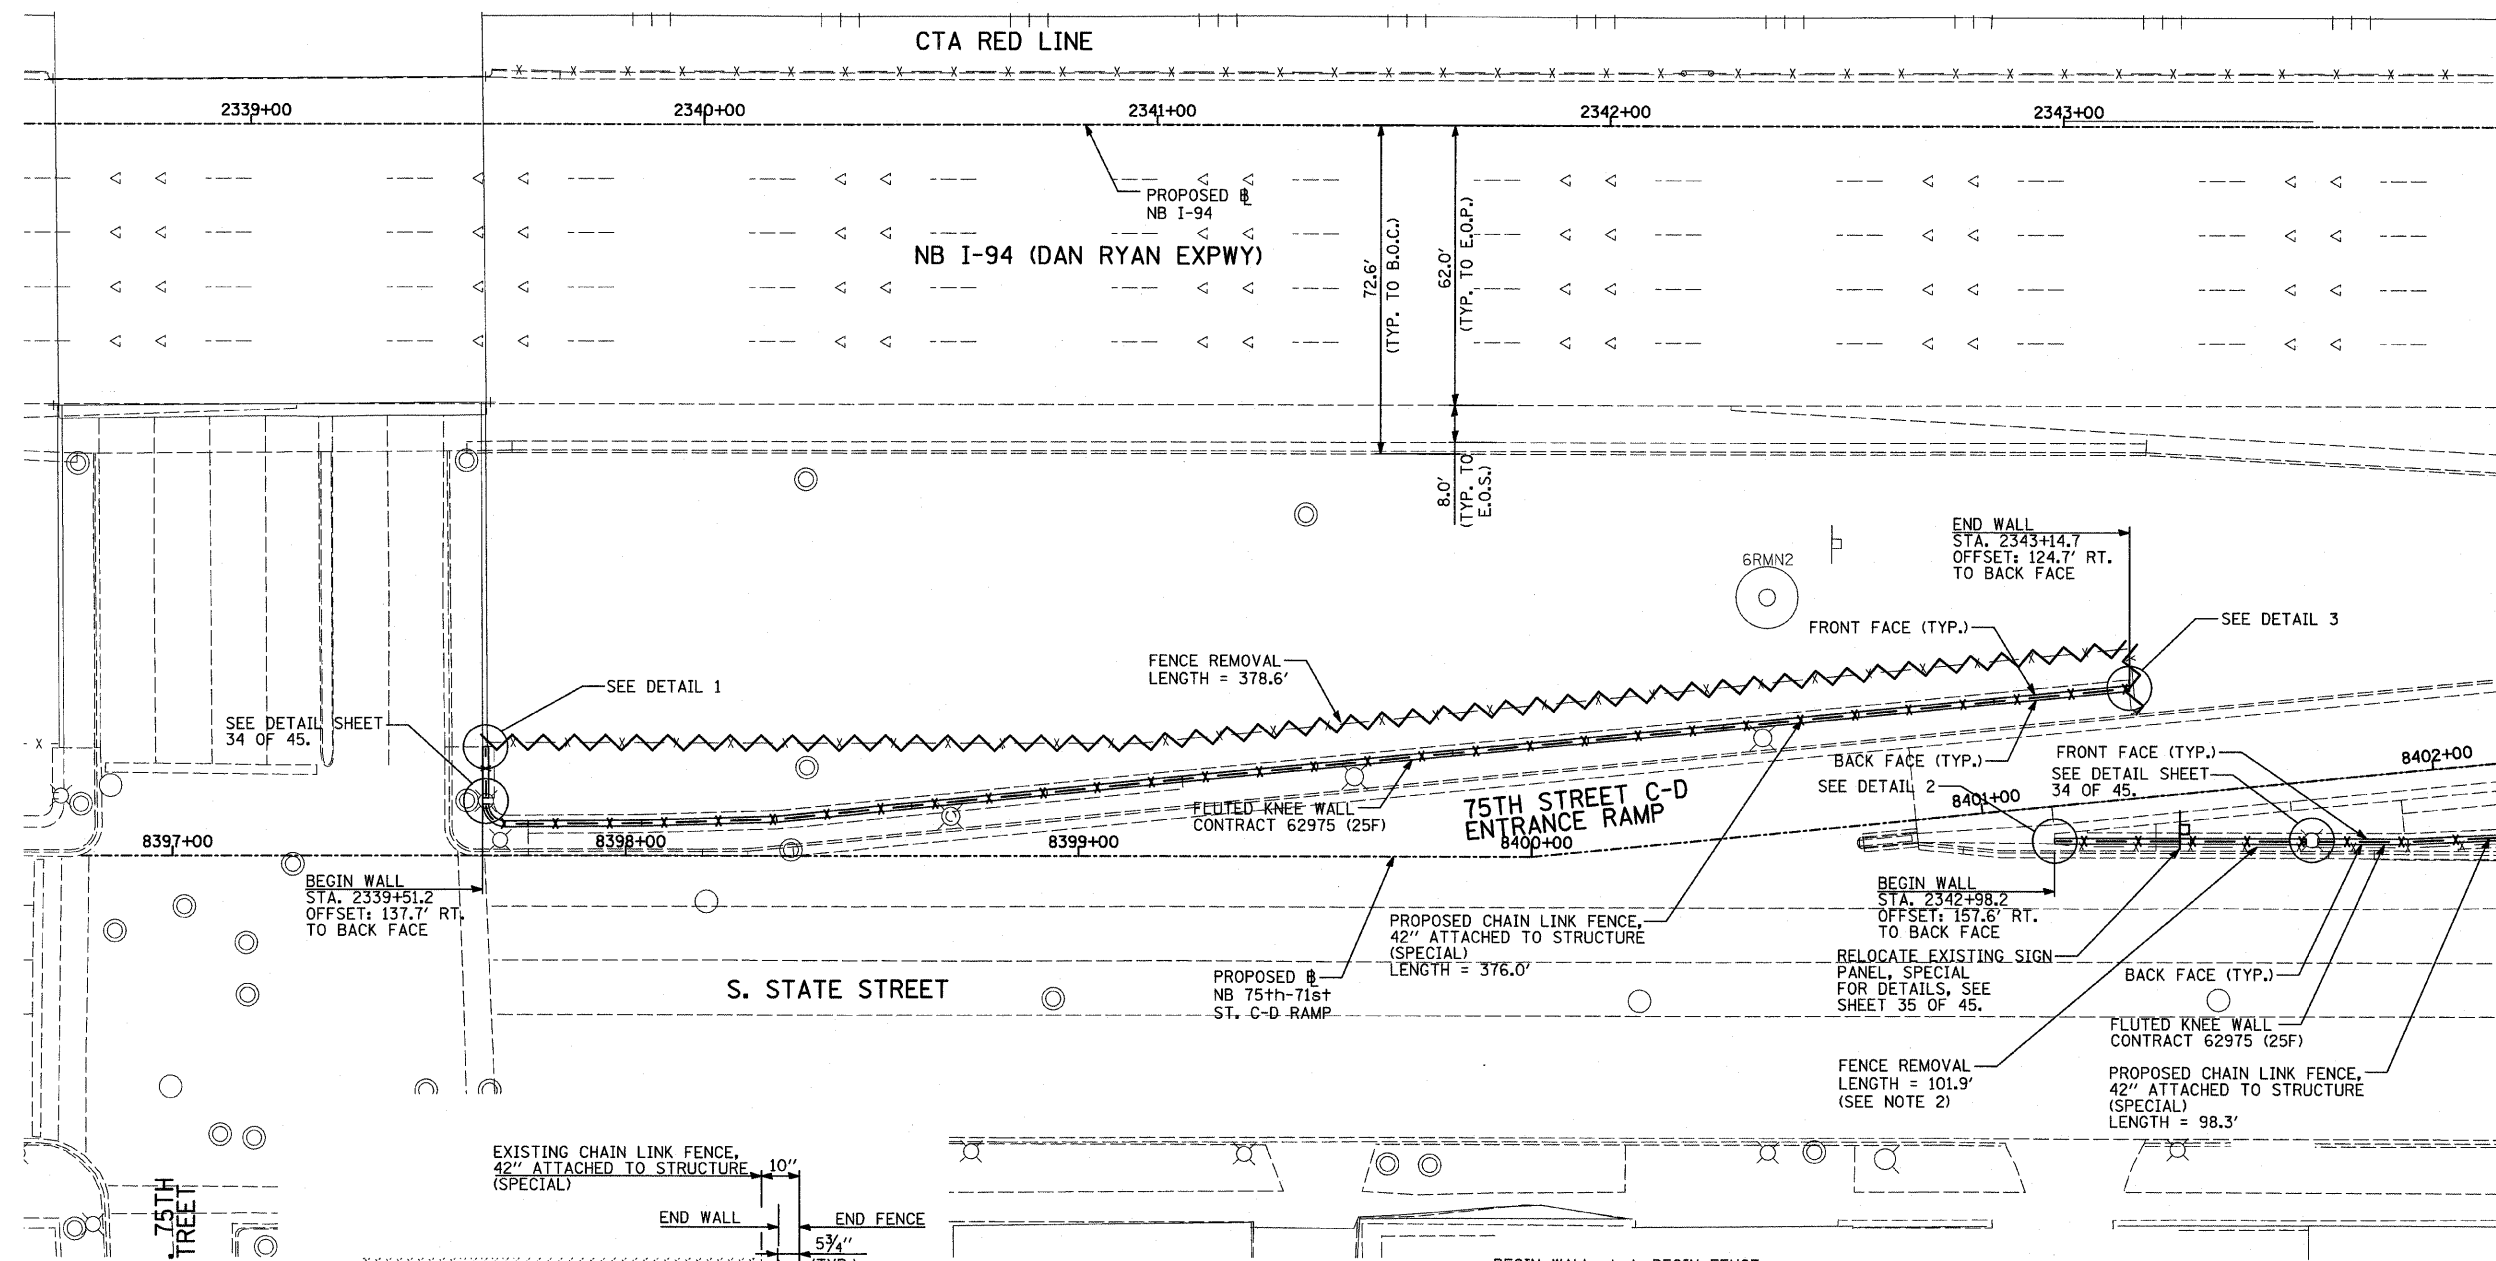 CTA RED LINE
2339+00
2340+00
2341+00
2342+00
2343+00
PROPOSED ℄
NB I-94
NB I-94 (DAN RYAN EXPWY)
72.6'
(TYP. TO B.O.C.)
62.0'
(TYP. TO E.O.P.)
8.0'
(TYP. TO
E.O.S.)
END WALL
STA. 2343+14.7
OFFSET: 124.7' RT.
TO BACK FACE
6RMN2
FRONT FACE (TYP.)
SEE DETAIL 3
FENCE REMOVAL
LENGTH = 378.6'
SEE DETAIL 1
SEE DETAIL SHEET
34 OF 45.
BACK FACE (TYP.)
FRONT FACE (TYP.)
SEE DETAIL SHEET
34 OF 45.
SEE DETAIL 2
8402+00
8401+00
FLUTED KNEE WALL
CONTRACT 62975 (25F)
75TH STREET C-D
ENTRANCE RAMP
8397+00
8398+00
8399+00
8400+00
BEGIN WALL
STA. 2339+51.2
OFFSET: 137.7' RT.
TO BACK FACE
BEGIN WALL
STA. 2342+98.2
OFFSET: 157.6' RT.
TO BACK FACE
PROPOSED CHAIN LINK FENCE,
42" ATTACHED TO STRUCTURE
(SPECIAL)
LENGTH = 376.0'
RELOCATE EXISTING SIGN
PANEL, SPECIAL
FOR DETAILS, SEE
SHEET 35 OF 45.
BACK FACE (TYP.)
S. STATE STREET
PROPOSED ℄
NB 75th-71st
ST. C-D RAMP
FLUTED KNEE WALL
CONTRACT 62975 (25F)
FENCE REMOVAL
LENGTH = 101.9'
(SEE NOTE 2)
PROPOSED CHAIN LINK FENCE,
42" ATTACHED TO STRUCTURE
(SPECIAL)
LENGTH = 98.3'
EXISTING CHAIN LINK FENCE,
42" ATTACHED TO STRUCTURE
(SPECIAL)
10"
END WALL
END FENCE
5¾"
(TYP.)
75TH
TREET
BEGIN WALL
BEGIN FENCE